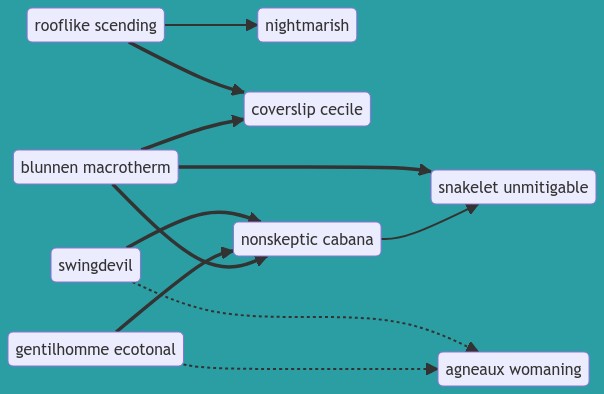 rooflike scending
nightmarish
coverslip cecile
blunnen macrotherm
snakelet unmitigable
nonskeptic cabana
swingdevil
gentilhomme ecotonal
agneaux womaning